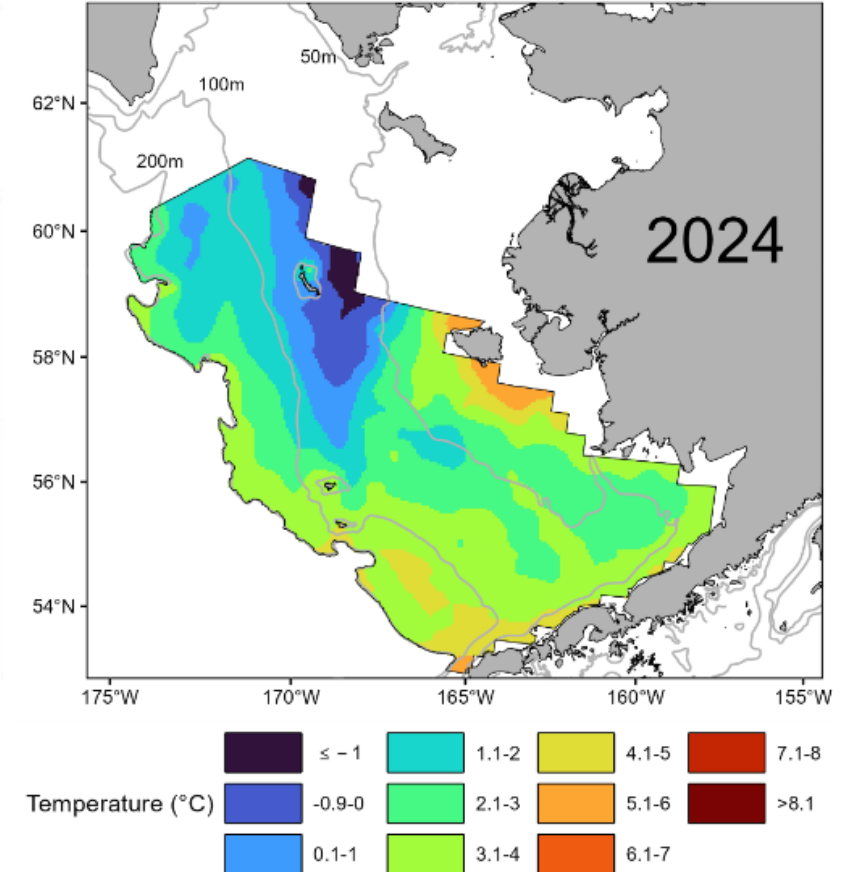 50m
100m
62°N
200m
60°N
2024
58°N
56°N
54°N
175°W 170°W 165°W 160°W 155°W
≤ − 1 1.1-2 4.1-5 7.1-8
Temperature (°C) -0.9-0 2.1-3 5.1-6 >8.1
0.1-1 3.1-4 6.1-7